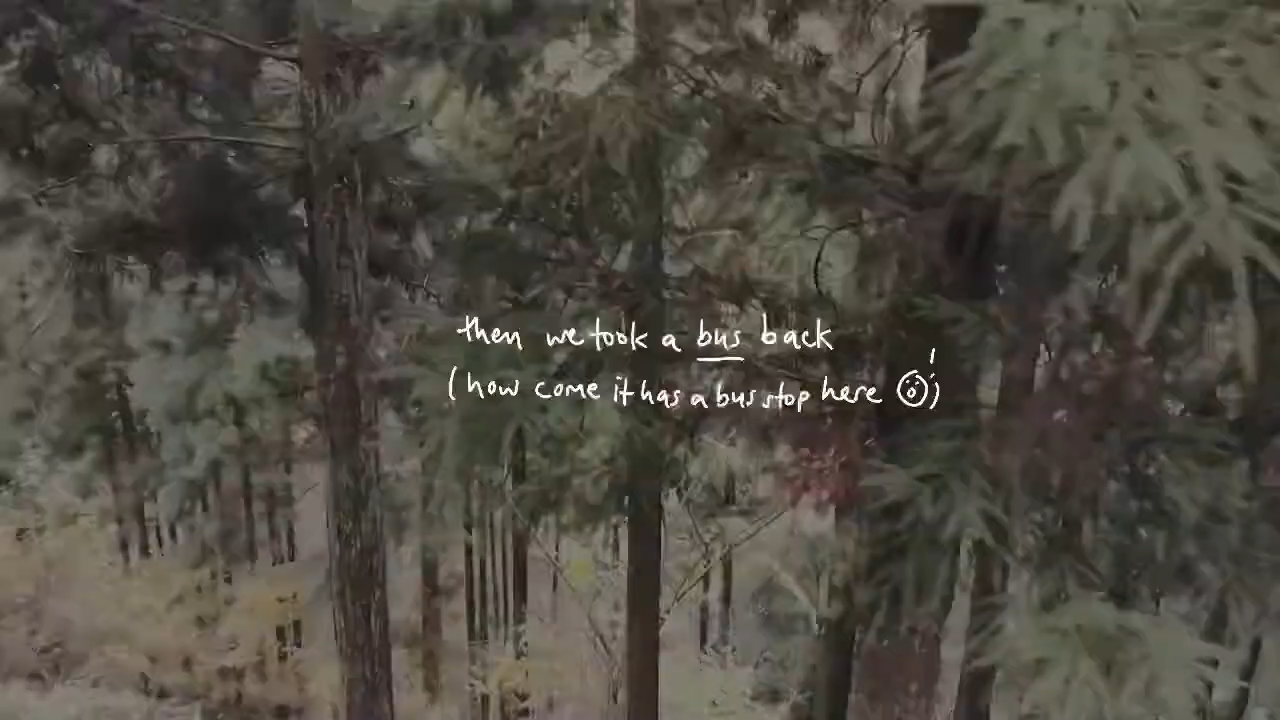 then we took a bus back
(how come it has a bus stop here 😮!)